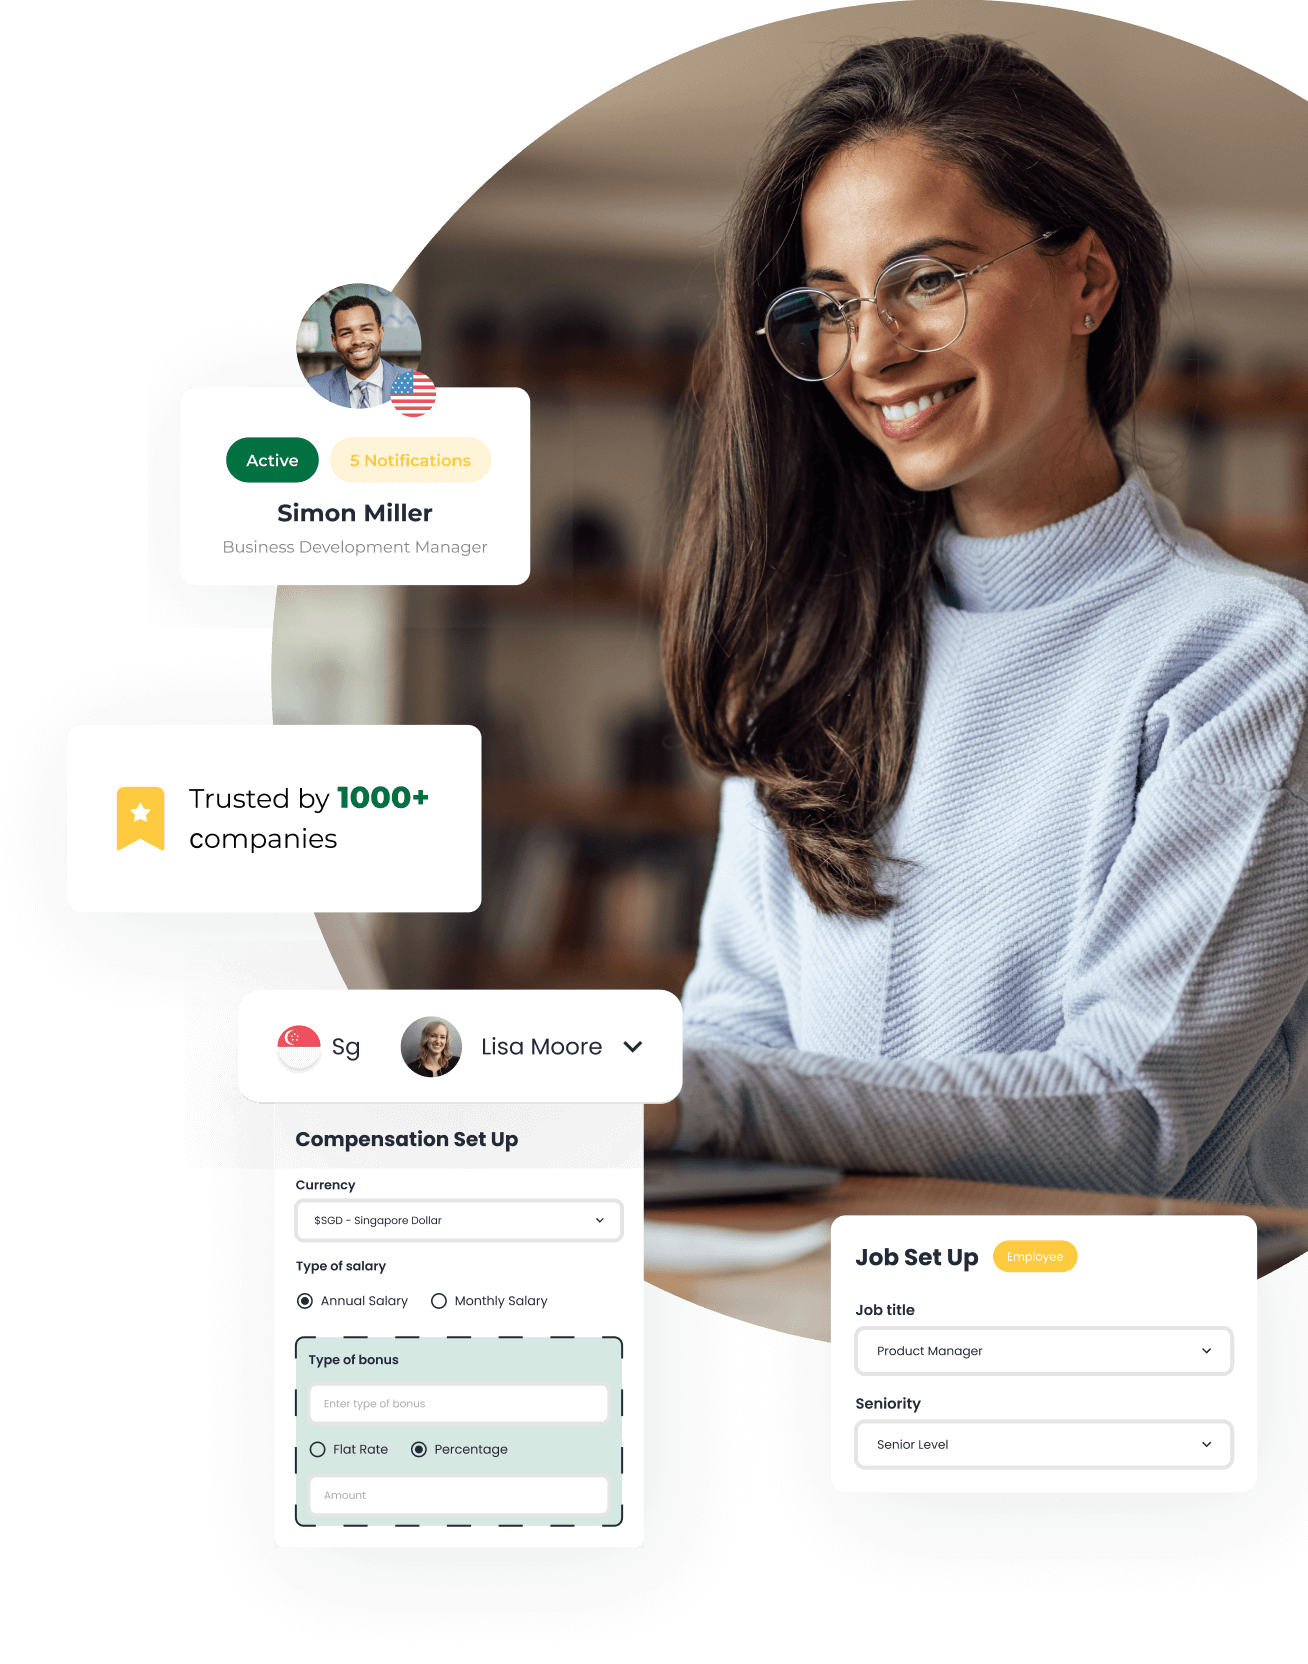 Active
5 Notifications
Simon Miller
Business Development Manager
Trusted by 1000+
companies
Sg
Lisa Moore
Compensation Set Up
Currency
$SGD - Singapore Dollar
Type of salary
Annual Salary
Monthly Salary
Type of bonus
Enter type of bonus
Flat Rate
Percentage
Amount
Job Set Up
Employee
Job title
Product Manager
Seniority
Senior Level